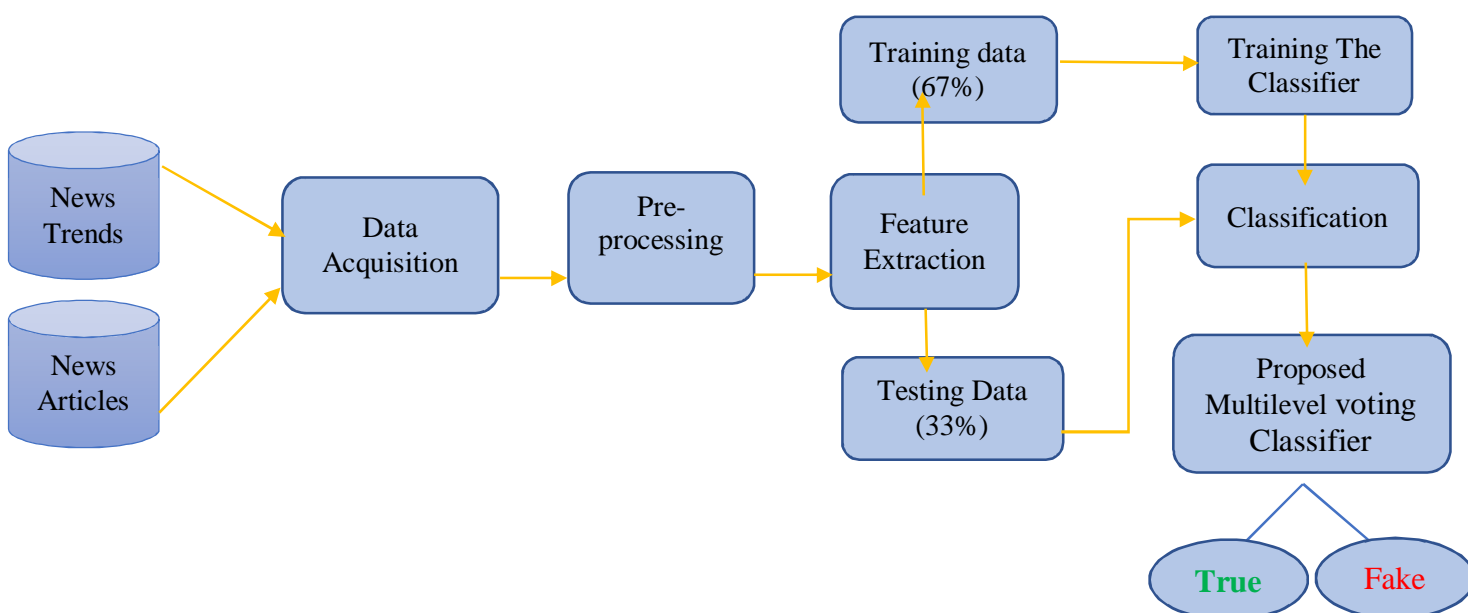 News
Trends
News
Articles
Data
Acquisition
Pre-
processing
Feature
Extraction
Training data
(67%)
Testing Data
(33%)
Training The
Classifier
Classification
Proposed
Multilevel voting
Classifier
True
Fake